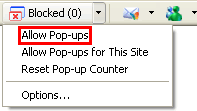 Blocked (0)
Allow Pop-ups
Allow Pop-ups for This Site
Reset Pop-up Counter
Options...